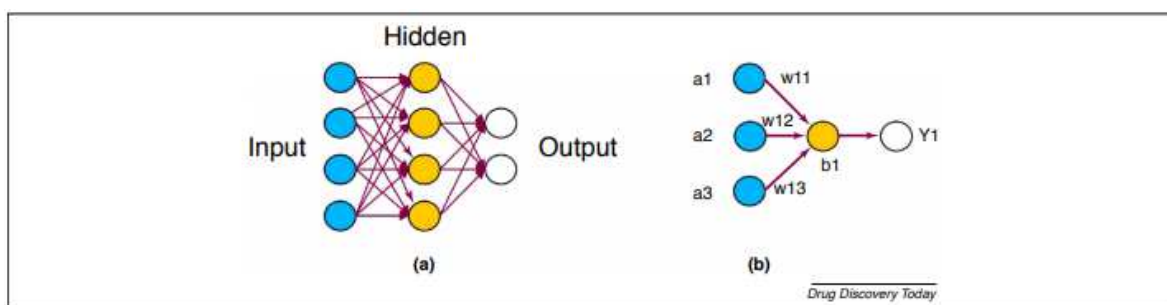 Hidden
Input
Output
(a)
a1
w11
a2
w12
b1
Y1
a3
w13
(b)
Drug Discovery Today